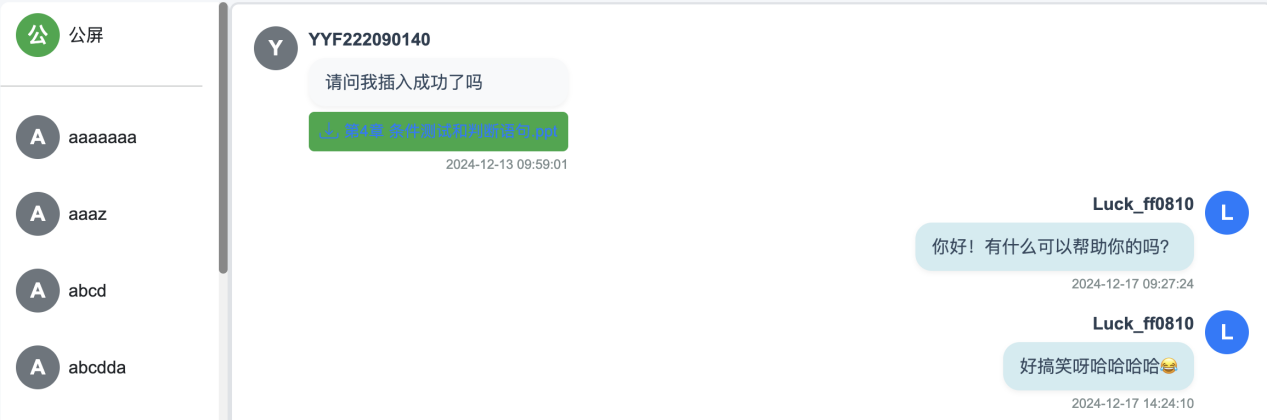 公 公屏
A aaaaaaa
A aaaz
A abcd
A abcdda
Y YYF222090140
请问我插入成功了吗
第4章 条件测试和判断语句.ppt
2024-12-13 09:59:01
Luck_ff0810 L
你好！有什么可以帮助你的吗?
2024-12-17 09:27:24
Luck_ff0810 L
好搞笑呀哈哈哈哈😂
2024-12-17 14:24:10